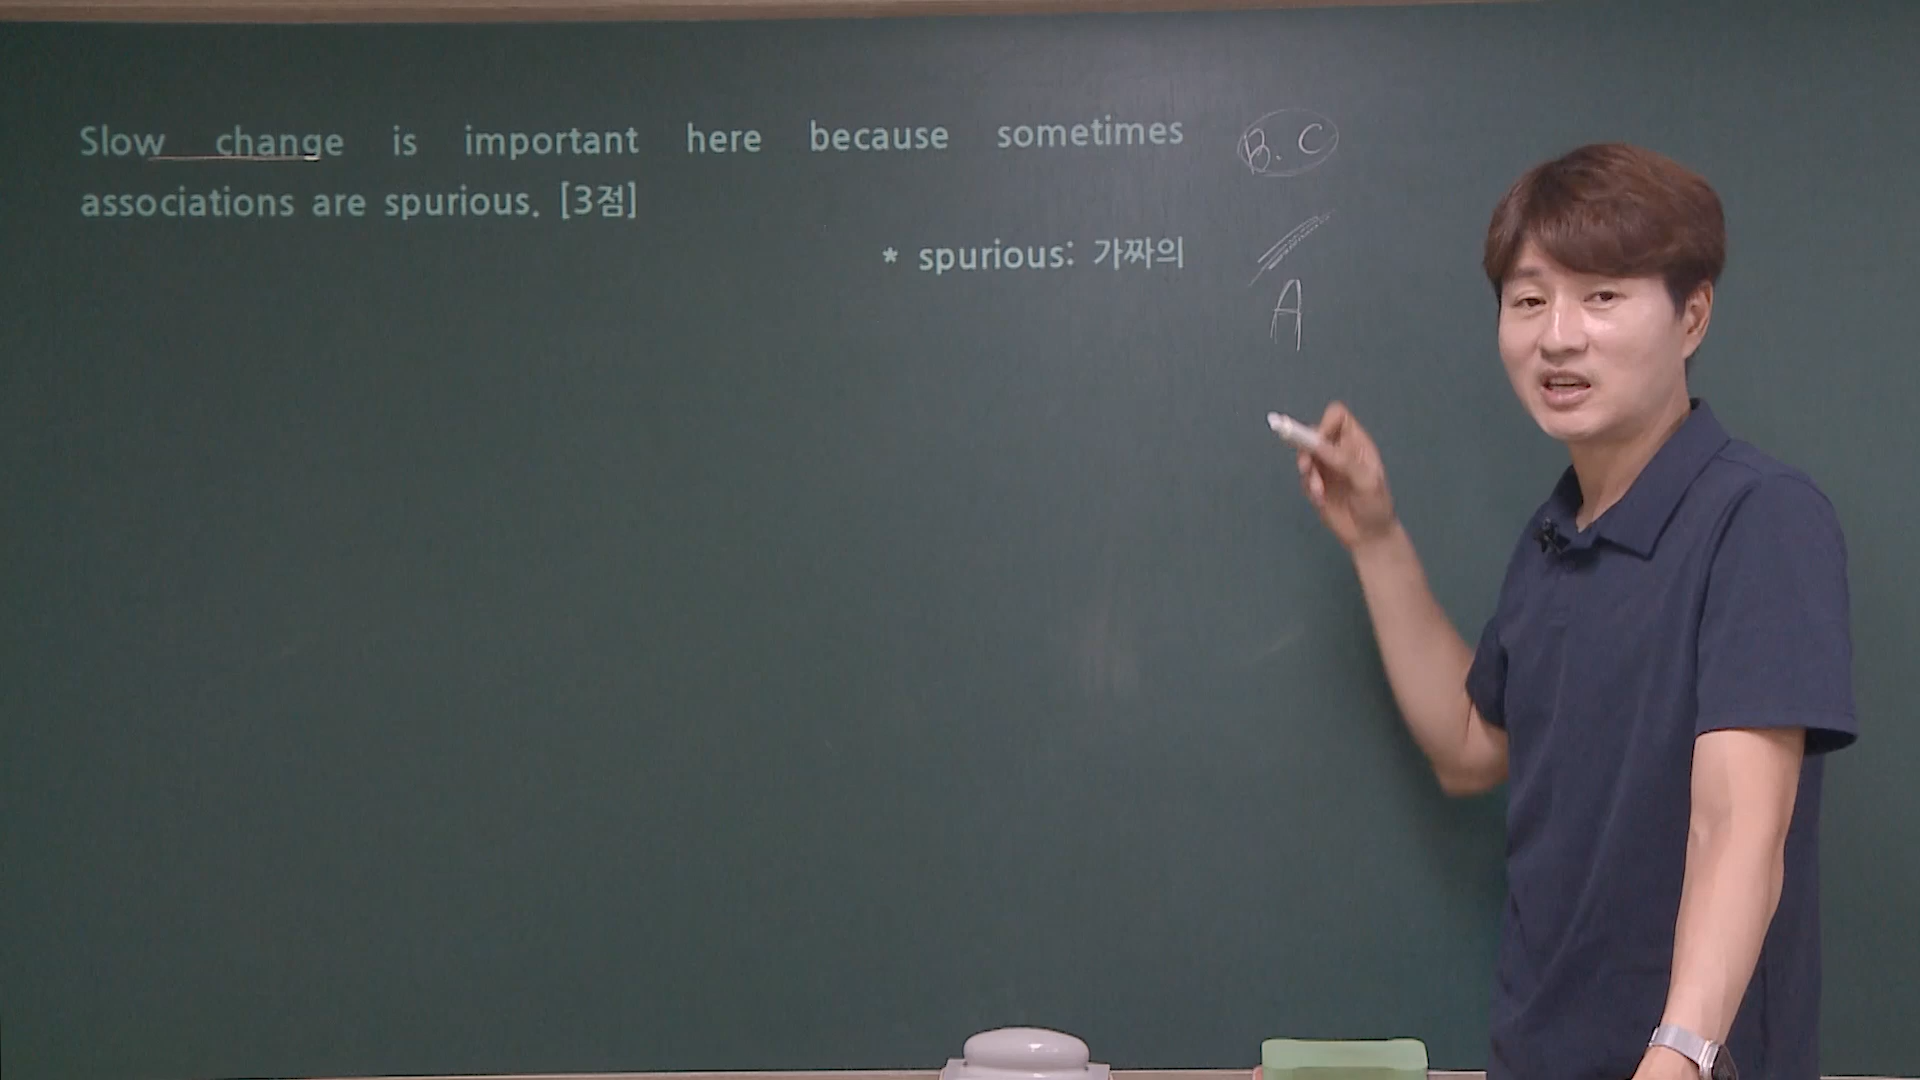 Slow change is important here because sometimes
associations are spurious. [3점]
* spurious: 가짜의
B. C
A